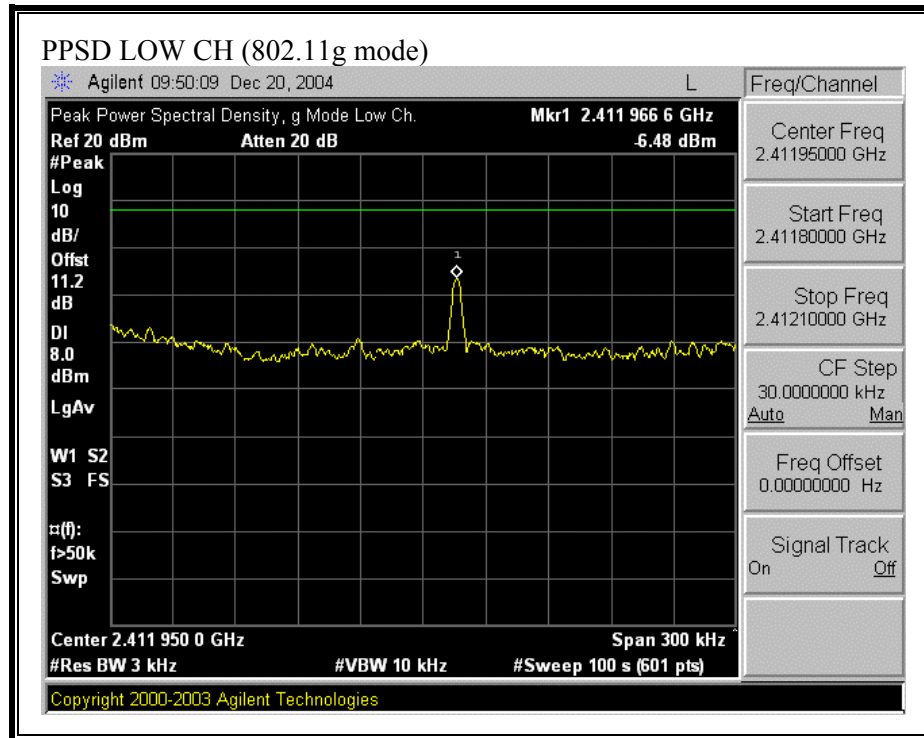 PPSD LOW CH (802.11g mode)
Agilent 09:50:09 Dec 20, 2004
L
Freq/Channel
Peak Power Spectral Density, g Mode Low Ch.
Mkr1 2.411 966 6 GHz
Ref 20 dBm
Atten 20 dB
-6.48 dBm
#Peak
Log
10
dB/
Offst
11.2
dB
DI
8.0
dBm
LgAv
W1 S2
S3 FS
¤(f):
f>50k
Swp
1
Center 2.411 950 0 GHz
Span 300 kHz ^
#Res BW 3 kHz
#VBW 10 kHz
#Sweep 100 s (601 pts)
Copyright 2000-2003 Agilent Technologies
Center Freq
2.41195000 GHz
Start Freq
2.41180000 GHz
Stop Freq
2.41210000 GHz
CF Step
30.0000000 kHz
Auto Man
Freq Offset
0.00000000 Hz
Signal Track
On Off